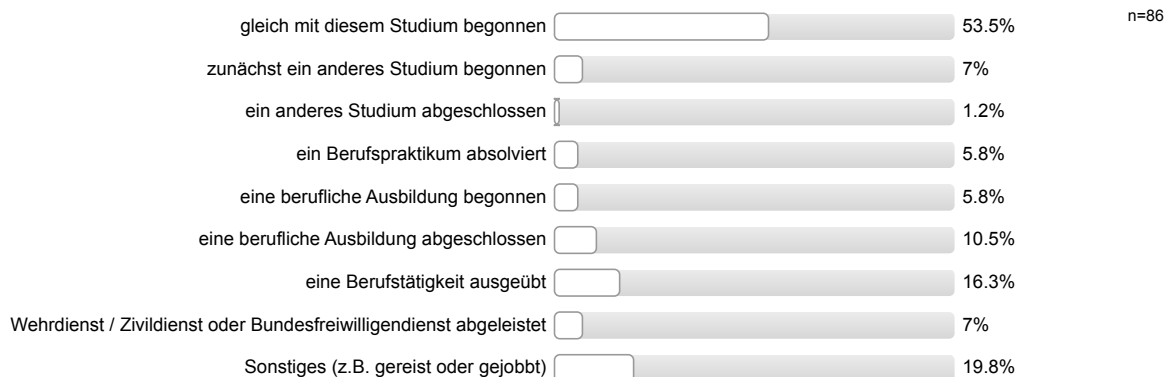 n=86
gleich mit diesem Studium begonnen 53.5%
zunächst ein anderes Studium begonnen 7%
ein anderes Studium abgeschlossen 1.2%
ein Berufspraktikum absolviert 5.8%
eine berufliche Ausbildung begonnen 5.8%
eine berufliche Ausbildung abgeschlossen 10.5%
eine Berufstätigkeit ausgeübt 16.3%
Wehrdienst / Zivildienst oder Bundesfreiwilligendienst abgeleistet 7%
Sonstiges (z.B. gereist oder gejobbt) 19.8%